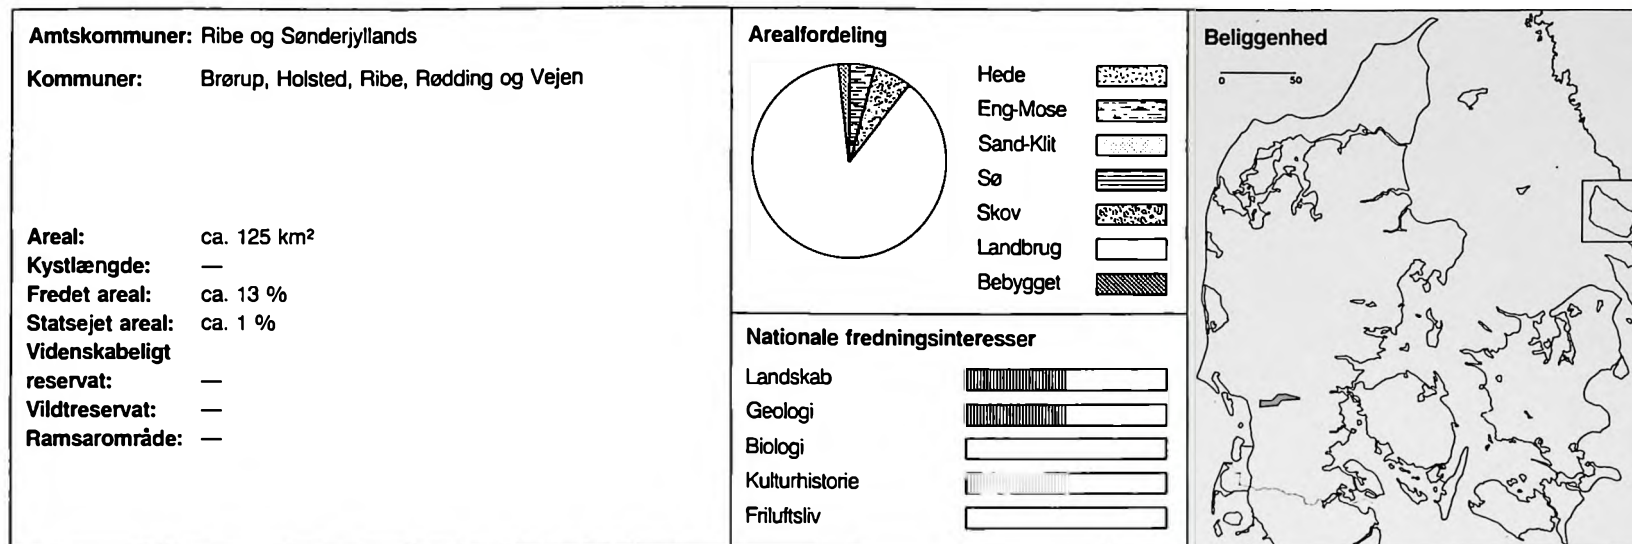 Amtskommuner: Ribe og Sønderjyllands
Kommuner: Brørup, Holsted, Ribe, Rødding og Vejen
Areal: ca. 125 km²
Kystlængde: —
Fredet areal: ca. 13 %
Statsejet areal: ca. 1 %
Videnskabeligt
reservat: —
Vildtreservat: —
Ramsarområde: —
Arealfordeling
Hede
Eng-Mose
Sand-Klit
Sø
Skov
Landbrug
Bebygget
Nationale fredningsinteresser
Landskab
Geologi
Biologi
Kulturhistorie
Friluftsliv
Beliggenhed
0 50